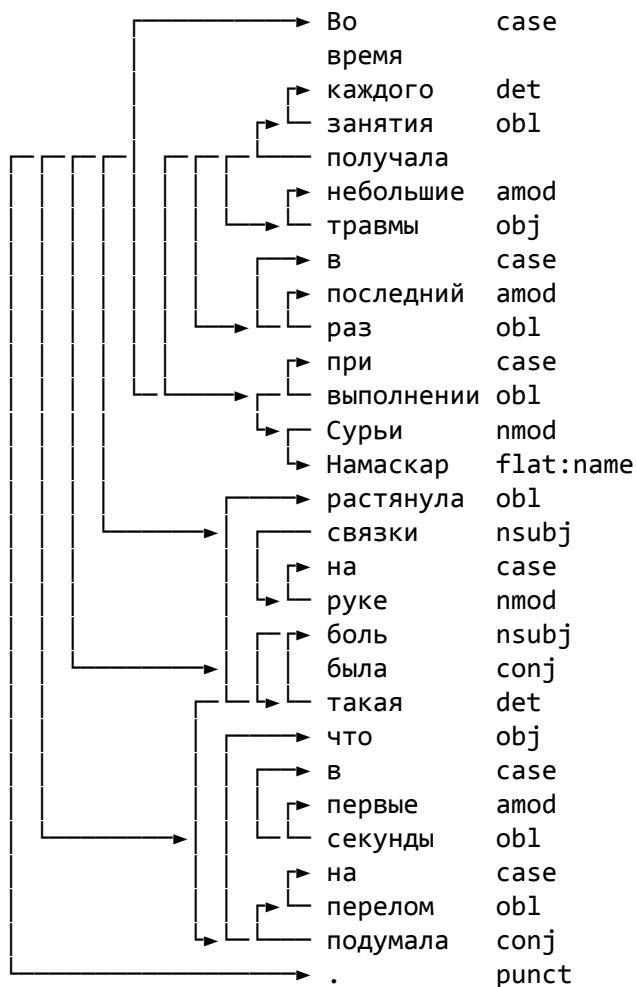 Во case
время
каждого det
занятия obl
получала
небольшие amod
травмы obj
в case
последний amod
раз obl
при case
выполнении obl
Сурьи nmod
Намаскар flat:name
растянула obl
связки nsubj
на case
руке nmod
боль nsubj
была conj
такая det
что obj
в case
первые amod
секунды obl
на case
перелом obl
подумала conj
. punct